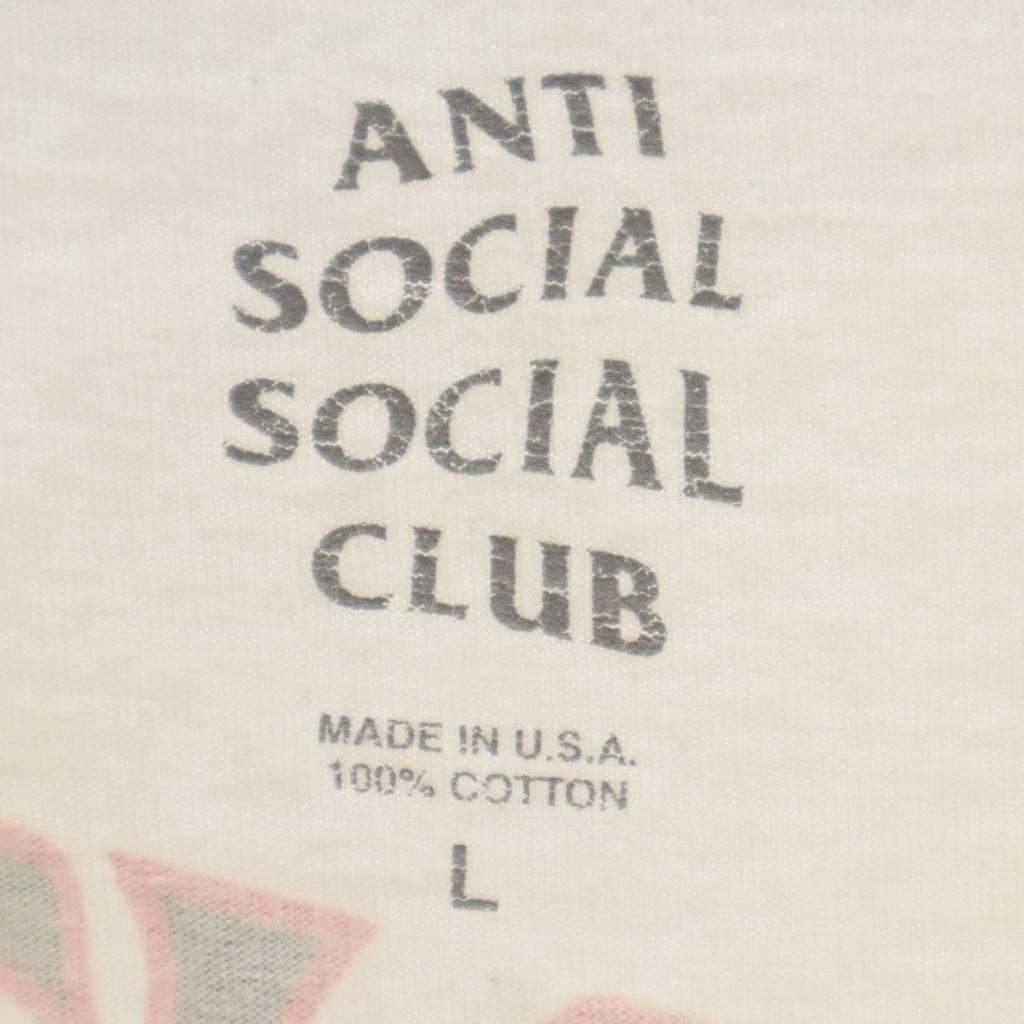 ANTI
SOCIAL
SOCIAL
CLUB
MADE IN U.S.A.
100% COTTON
L